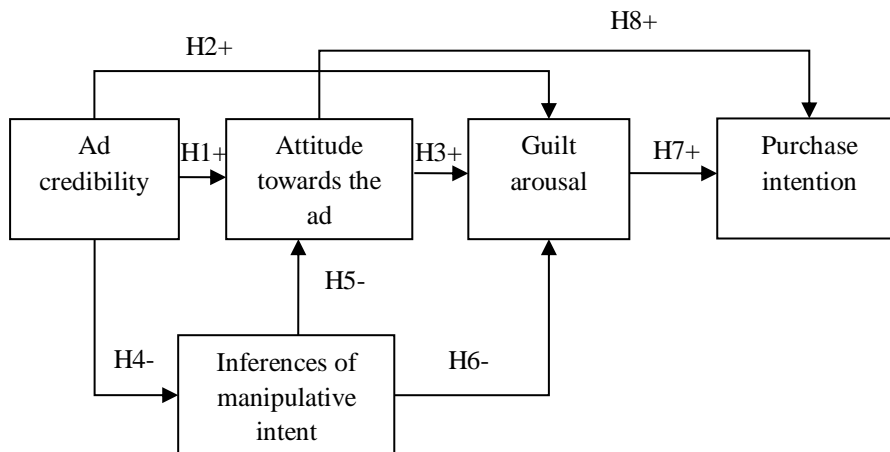 H8+
H2+
Ad
credibility
H1+
Attitude
towards the
ad
H3+
Guilt
arousal
H7+
Purchase
intention
H5-
H4-
Inferences of
manipulative
intent
H6-